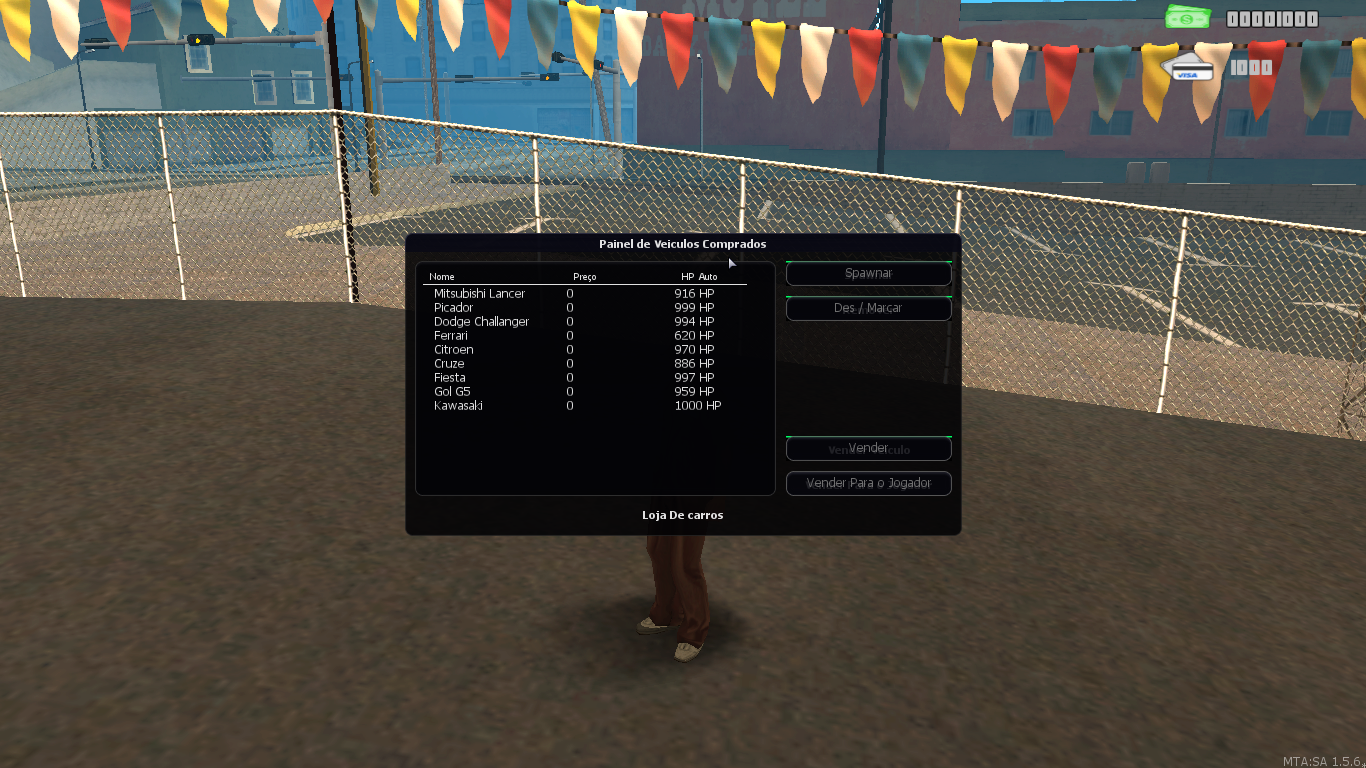 00001000
VISA
1000
Painel de Veiculos Comprados
Nome Preço HP Auto
Mitsubishi Lancer 0 916 HP
Picador 0 999 HP
Dodge Challanger 0 994 HP
Ferrari 0 620 HP
Citroen 0 970 HP
Cruze 0 886 HP
Fiesta 0 997 HP
Gol G5 0 959 HP
Kawasaki 0 1000 HP
Spawnar
Des / Marcar
Vender
Vender Para o Jogador
Loja De carros
MTA:SA 1.5.6